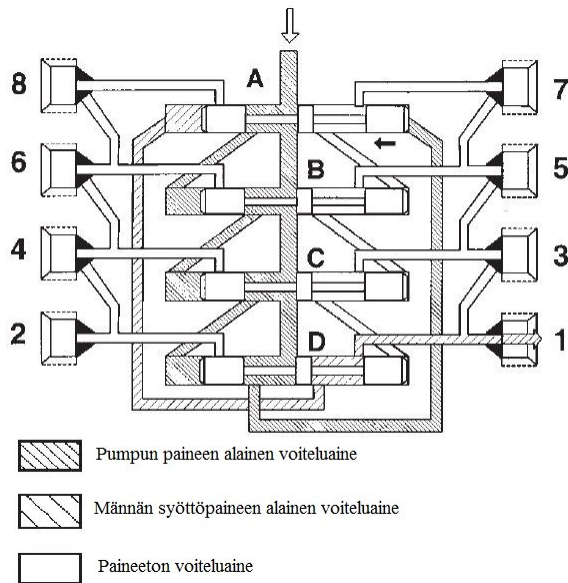 A
8
7
B
6
5
C
4
3
D
2
1
Pumpun paineen alainen voiteluaine
Männän syöttöpaineen alainen voiteluaine
Paineeton voiteluaine